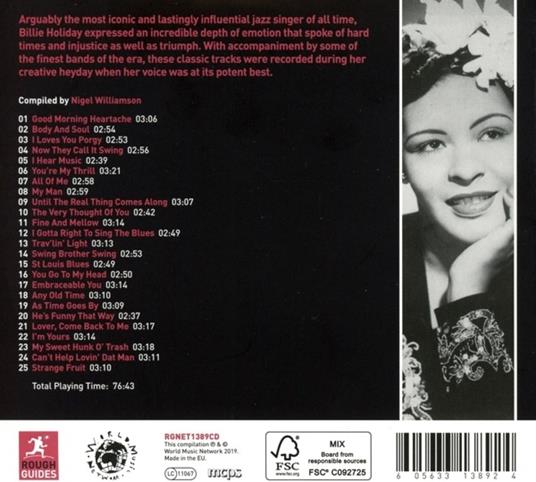 Arguably the most iconic and lastingly influential jazz singer of all time,
Billie Holiday expressed an incredible depth of emotion that spoke of hard
times and injustice as well as triumph. With accompaniment by some of
the finest bands of the era, these classic tracks were recorded during her
creative heyday when her voice was at its potent best.
Compiled by Nigel Williamson
01 Good Morning Heartache 03:06
02 Body And Soul 02:54
03 I Loves You Porgy 02:53
04 Now They Call It Swing 02:56
05 I Hear Music 02:39
06 You're My Thrill 03:21
07 All Of Me 02:58
08 My Man 02:59
09 Until The Real Thing Comes Along 03:07
10 The Very Thought Of You 02:42
11 Fine And Mellow 03:14
12 I Gotta Right To Sing The Blues 02:49
13 Trav'lin' Light 03:13
14 Swing Brother Swing 02:53
15 St Louis Blues 02:49
16 You Go To My Head 02:50
17 Embraceable You 03:14
18 Any Old Time 03:10
19 As Time Goes By 03:09
20 He's Funny That Way 02:37
21 Lover, Come Back To Me 03:17
22 I'm Yours 03:14
23 My Sweet Hunk O' Trash 03:18
24 Can't Help Lovin' Dat Man 03:11
25 Strange Fruit 03:10
Total Playing Time: 76:43
ROUGH
GUIDES
World Music Network
RGNET1389CD
This compilation ℗ & ©
World Music Network 2019.
Made in the EU.
LC 11067
mcps
FSC
www.fsc.org
MIX
Board from
responsible sources
FSC® C092725
6 05633 13892 4